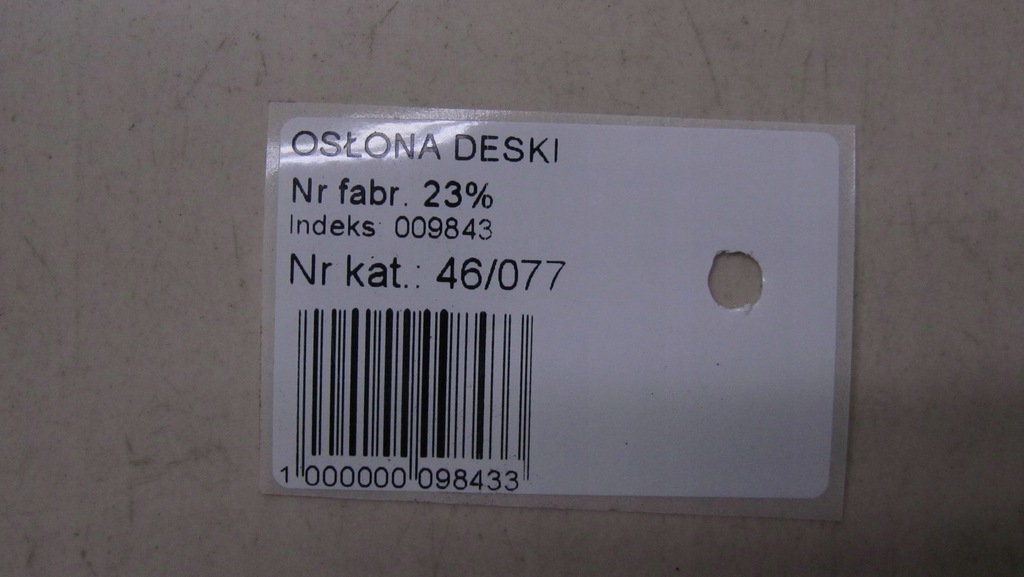 OSŁONA DESKI
Nr fabr. 23%
Indeks: 009843
Nr kat.: 46/077
1 000000 098433